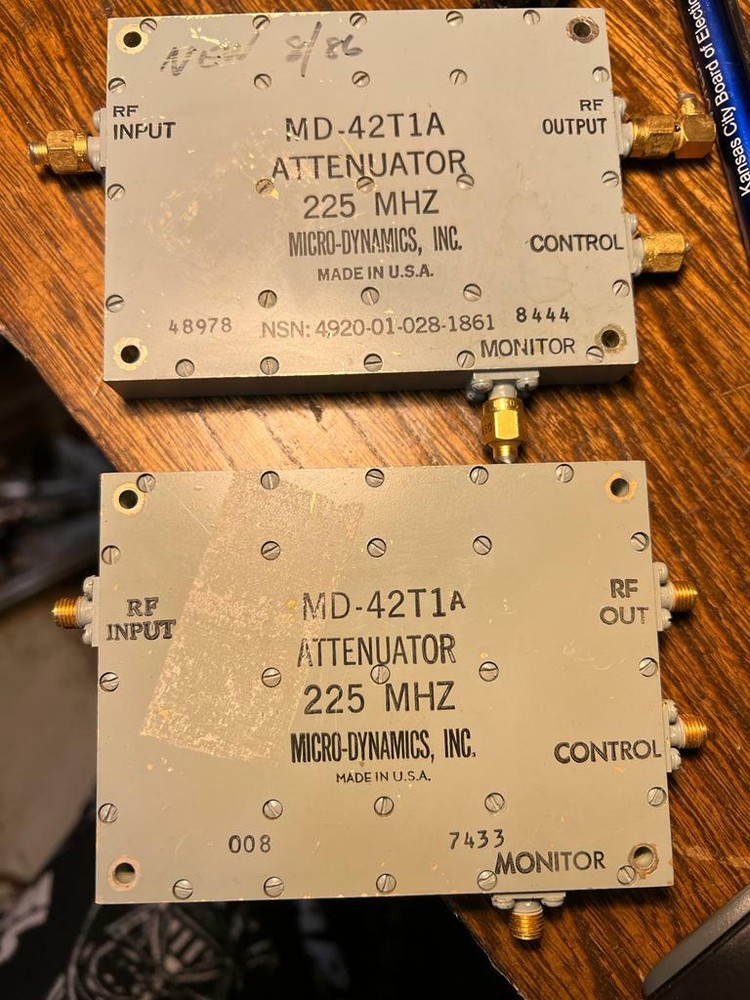 NEW 8/86
RF
INPUT
RF
OUTPUT
MD-42T1A
ATTENUATOR
225 MHZ
MICRO-DYNAMICS, INC.
MADE IN U.S.A.
CONTROL
48978 NSN: 4920-01-028-1861 8444
MONITOR
Kansas City Board of
RF
INPUT
RF
OUT
MD-42T1A
ATTENUATOR
225 MHZ
MICRO-DYNAMICS, INC.
MADE IN U.S.A.
CONTROL
008 7433
MONITOR